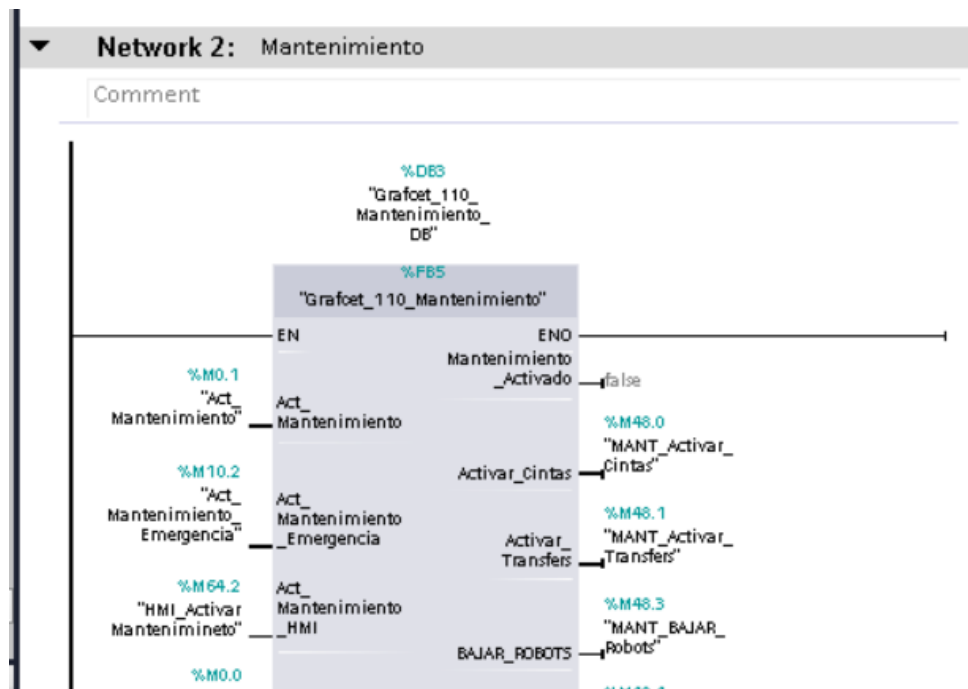 Network 2: Mantenimiento
Comment
%DB3
"Grafcet_110_
Mantenimiento_
DB"
%FB5
"Grafcet_110_Mantenimiento"
EN
ENO
Mantenimiento
_Activado
false
%M0.1
"Act_
Mantenimiento"
Act_
Mantenimiento
%M48.0
"MANT_Activar_
Cintas"
Activar_Cintas
%M10.2
"Act_
Mantenimiento_
Emergencia"
Act_
Mantenimiento
_Emergencia
%M48.1
"MANT_Activar_
Transfers"
Activar_
Transfers
%M64.2
"HMI_Activar
Mantenimineto"
Act_
Mantenimiento
_HMI
%M48.3
"MANT_BAJAR_
Robots"
BAJAR_ROBOTS
%M0.0